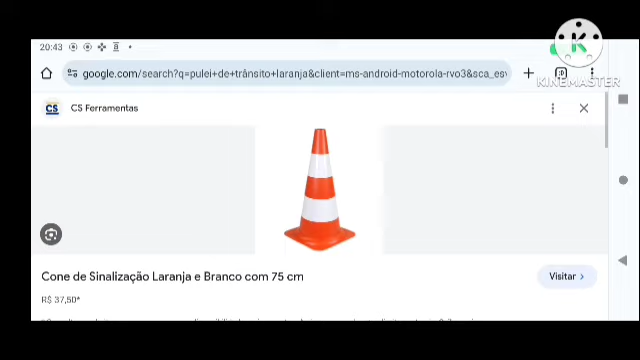 20:43
K
KINEMASTER
google.com/search?q=pulei+de+trânsito+laranja&client=ms-android-motorola-rvo3&sca_esv
CS
CS Ferramentas
Cone de Sinalização Laranja e Branco com 75 cm
Visitar
R$ 37,50*